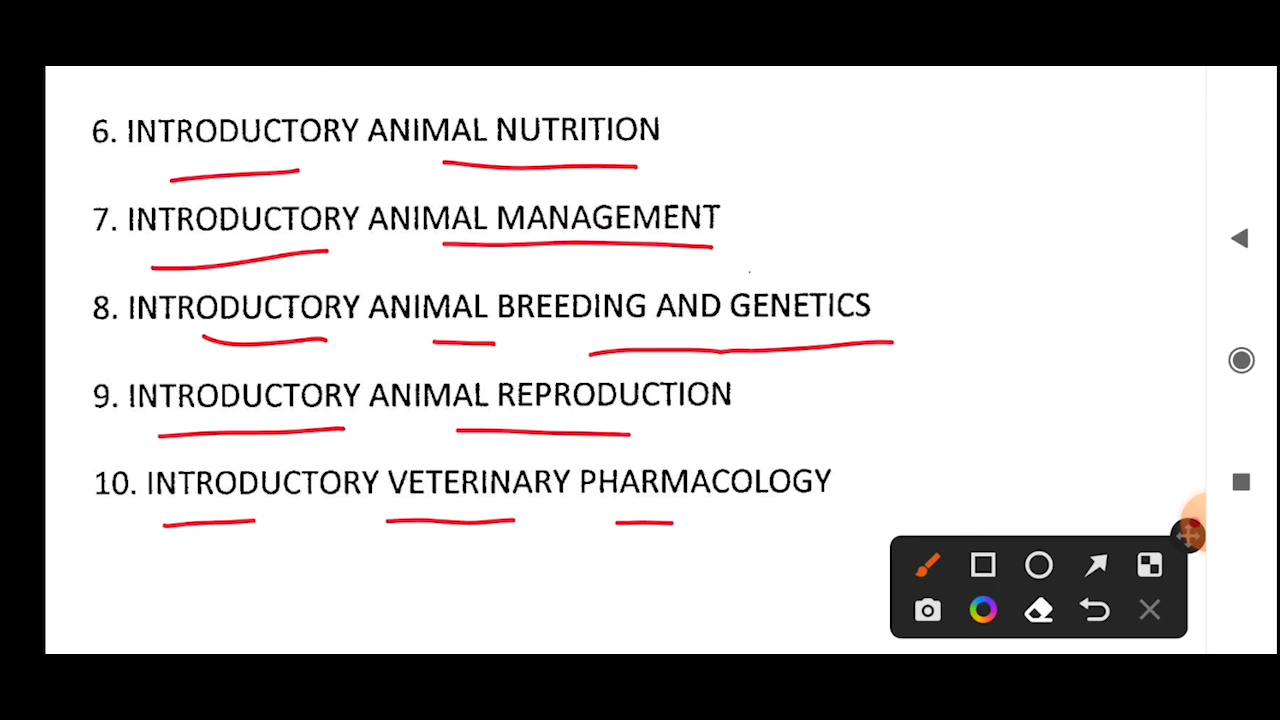 6. INTRODUCTORY ANIMAL NUTRITION
7. INTRODUCTORY ANIMAL MANAGEMENT
8. INTRODUCTORY ANIMAL BREEDING AND GENETICS
9. INTRODUCTORY ANIMAL REPRODUCTION
10. INTRODUCTORY VETERINARY PHARMACOLOGY